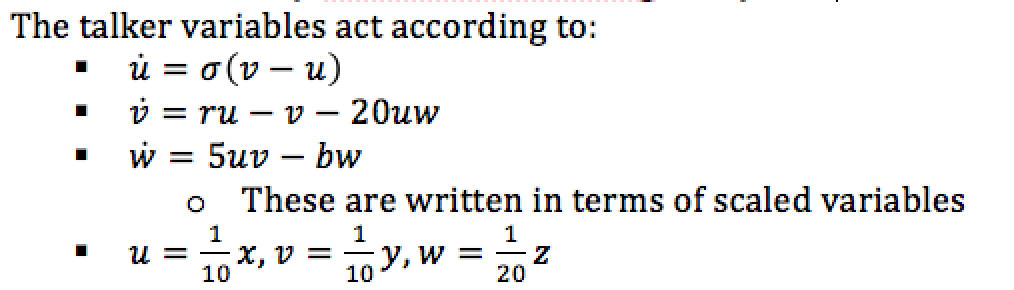 The talker variables act according to:
▪ u̇ = σ(v − u)
▪ v̇ = ru − v − 20uw
▪ ẇ = 5uv − bw
o These are written in terms of scaled variables
▪ u = 1/10 x, v = 1/10 y, w = 1/20 z